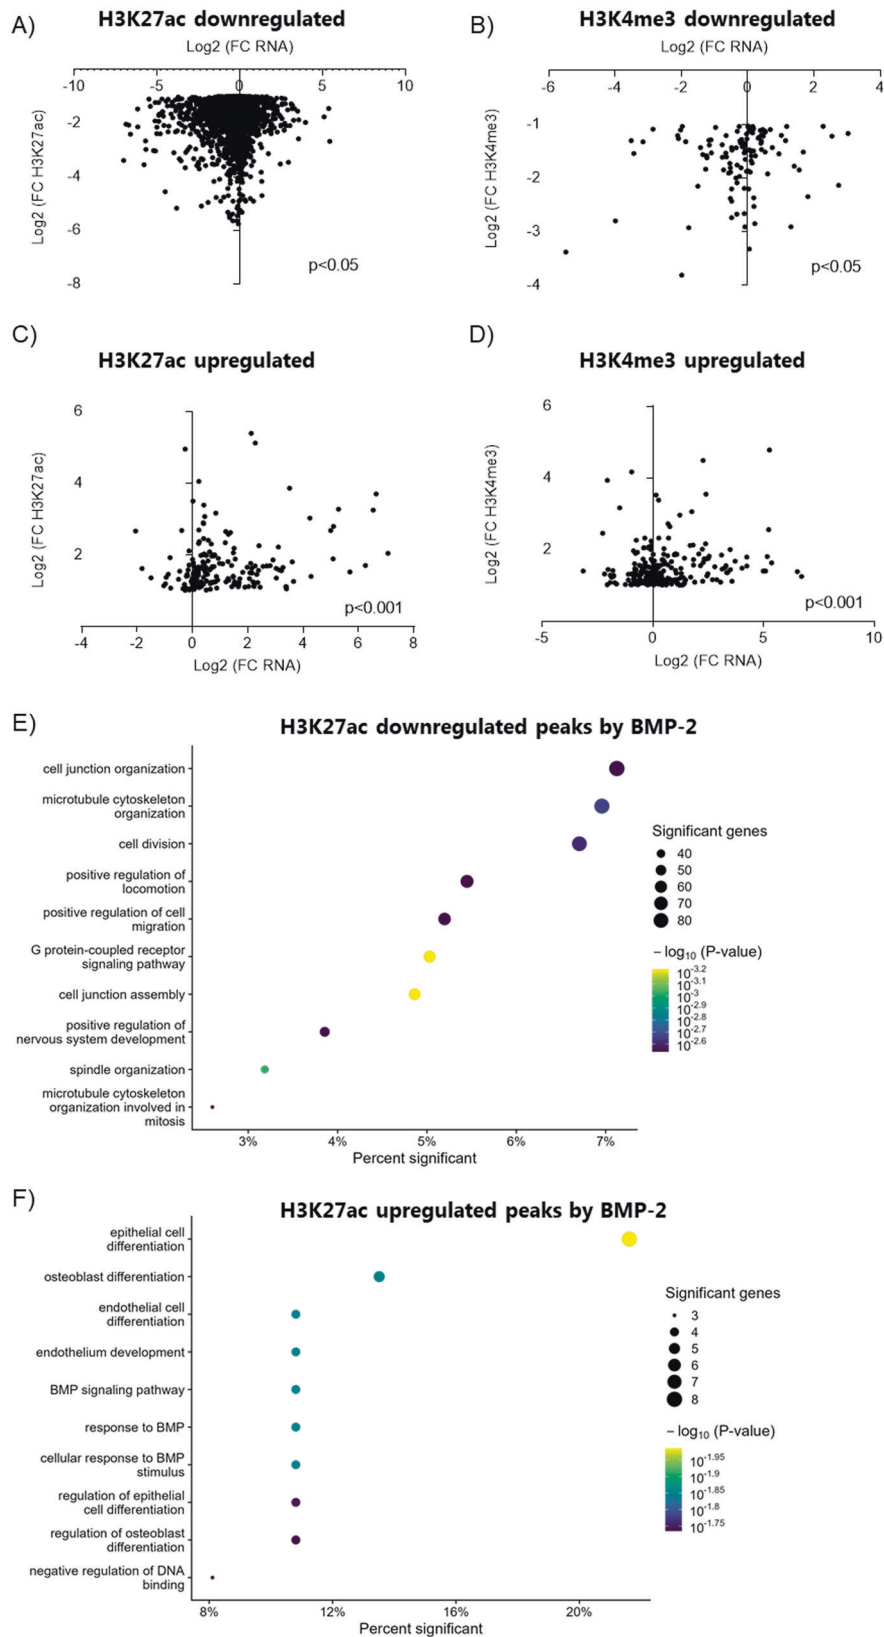 A)
H3K27ac downregulated
Log2 (FC RNA)
-10 -5 0 5 10
Log2 (FC H3K27ac)
-2
-4
-6
-8
p<0.05
B)
H3K4me3 downregulated
Log2 (FC RNA)
-6 -4 -2 0 2 4
Log2 (FC H3K4me3)
-1
-2
-3
-4
p<0.05
C)
H3K27ac upregulated
Log2 (FC H3K27ac)
6
4
2
p<0.001
-4 -2 0 2 4 6 8
Log2 (FC RNA)
D)
H3K4me3 upregulated
Log2 (FC H3K4me3)
6
4
2
p<0.001
-5 0 5 10
Log2 (FC RNA)
E)
H3K27ac downregulated peaks by BMP-2
cell junction organization
microtubule cytoskeleton
organization
cell division
positive regulation of
locomotion
positive regulation of cell
migration
G protein-coupled receptor
signaling pathway
cell junction assembly
positive regulation of
nervous system development
spindle organization
microtubule cytoskeleton
organization involved in
mitosis
3% 4% 5% 6% 7%
Percent significant
Significant genes
40
50
60
70
80
− log₁₀ (P-value)
10⁻³·²
10⁻³·¹
10⁻³
10⁻²·⁹
10⁻²·⁸
10⁻²·⁷
10⁻²·⁶
F)
H3K27ac upregulated peaks by BMP-2
epithelial cell
differentiation
osteoblast differentiation
endothelial cell
differentiation
endothelium development
BMP signaling pathway
response to BMP
cellular response to BMP
stimulus
regulation of epithelial
cell differentiation
regulation of osteoblast
differentiation
negative regulation of DNA
binding
8% 12% 16% 20%
Percent significant
Significant genes
3
4
5
6
7
8
− log₁₀ (P-value)
10⁻¹·⁹⁵
10⁻¹·⁹
10⁻¹·⁸⁵
10⁻¹·⁸
10⁻¹·⁷⁵